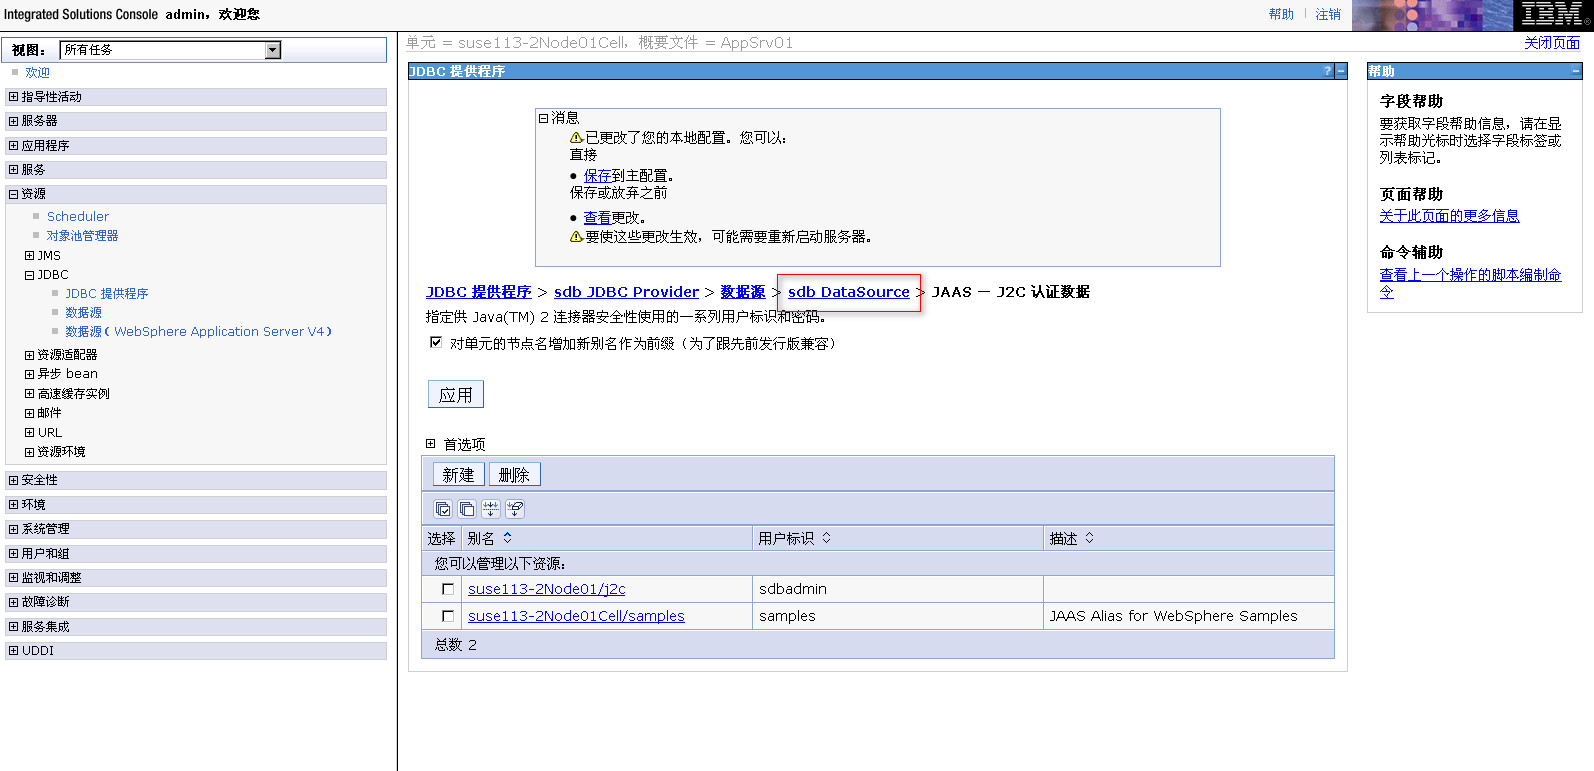 Integrated Solutions Console admin，欢迎您
帮助 注销
IBM
视图： 所有任务
欢迎
指导性活动
服务器
应用程序
服务
资源
Scheduler
对象池管理器
JMS
JDBC
JDBC 提供程序
数据源
数据源（WebSphere Application Server V4）
资源适配器
异步 bean
高速缓存实例
邮件
URL
资源环境
安全性
环境
系统管理
用户和组
监视和调整
故障诊断
服务集成
UDDI
单元 = suse113-2Node01Cell，概要文件 = AppSrv01
关闭页面
JDBC 提供程序 ?
消息
已更改了您的本地配置。您可以：
直接
保存到主配置。
保存或放弃之前
查看更改。
要使这些更改生效，可能需要重新启动服务器。
JDBC 提供程序 > sdb JDBC Provider > 数据源 > sdb DataSource > JAAS － J2C 认证数据
指定供 Java(TM) 2 连接器安全性使用的一系列用户标识和密码。
对单元的节点名增加新别名作为前缀（为了跟先前发行版兼容）
应用
首选项
新建 删除
选择 别名 用户标识 描述
您可以管理以下资源：
suse113-2Node01/j2c sdbadmin
suse113-2Node01Cell/samples samples JAAS Alias for WebSphere Samples
总数 2
帮助
字段帮助
要获取字段帮助信息，请在显
示帮助光标时选择字段标签或
列表标记。
页面帮助
关于此页面的更多信息
命令辅助
查看上一个操作的脚本编制命
令